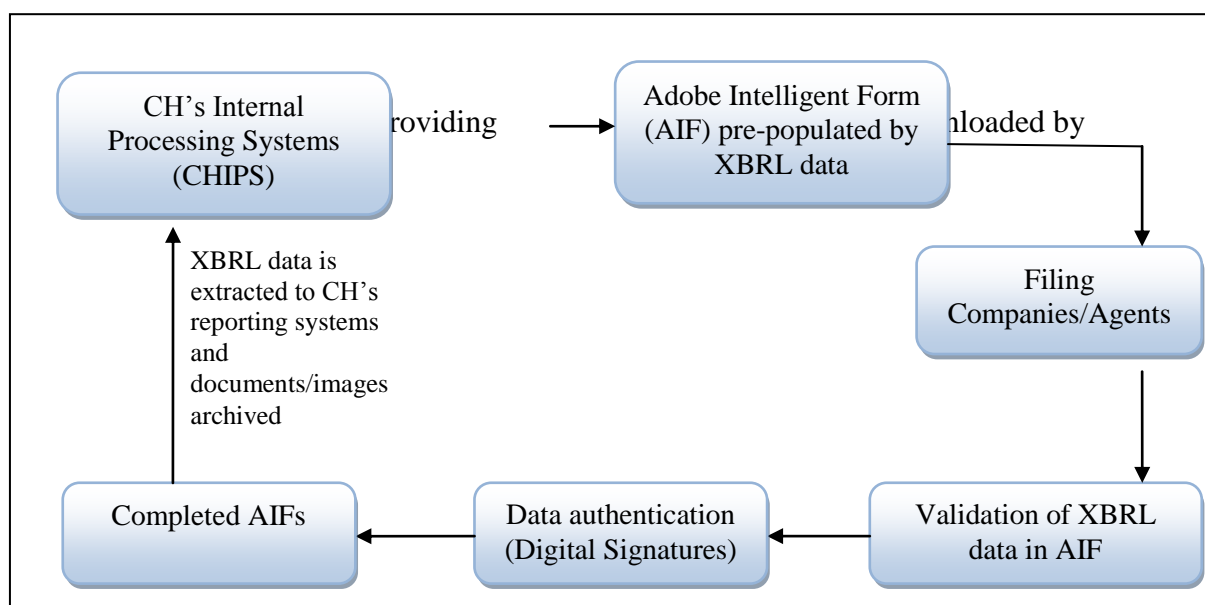 CH's Internal
Processing Systems
(CHIPS)
roviding
Adobe Intelligent Form
(AIF) pre-populated by
XBRL data
nloaded by
Filing
Companies/Agents
Validation of XBRL
data in AIF
Data authentication
(Digital Signatures)
Completed AIFs
XBRL data is
extracted to CH's
reporting systems
and
documents/images
archived